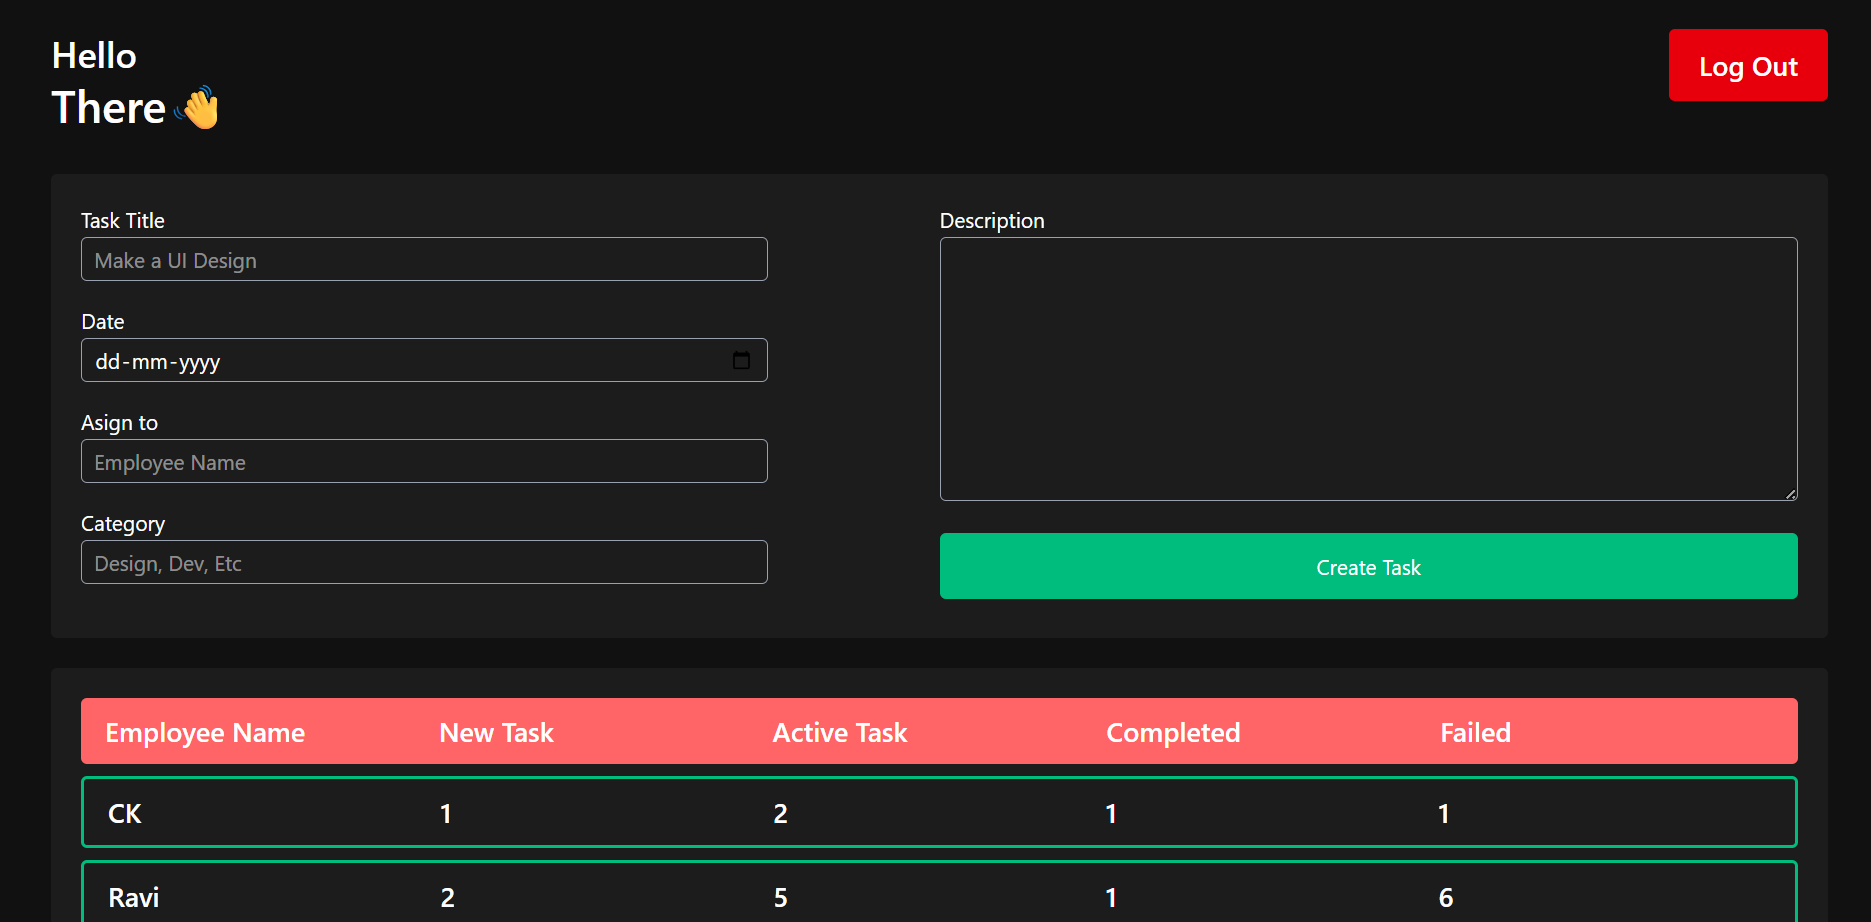 Hello
There 👋
Log Out
Task Title
Make a UI Design
Date
dd-mm-yyyy
Asign to
Employee Name
Category
Design, Dev, Etc
Description
Create Task
Employee Name New Task Active Task Completed Failed
CK 1 2 1 1
Ravi 2 5 1 6